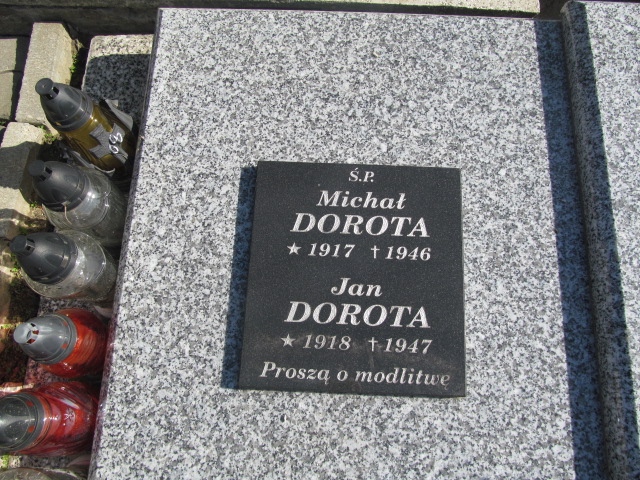 Ś.P.
Michał
DOROTA
★ 1917 † 1946
Jan
DOROTA
★ 1918 † 1947
Proszą o modlitwę